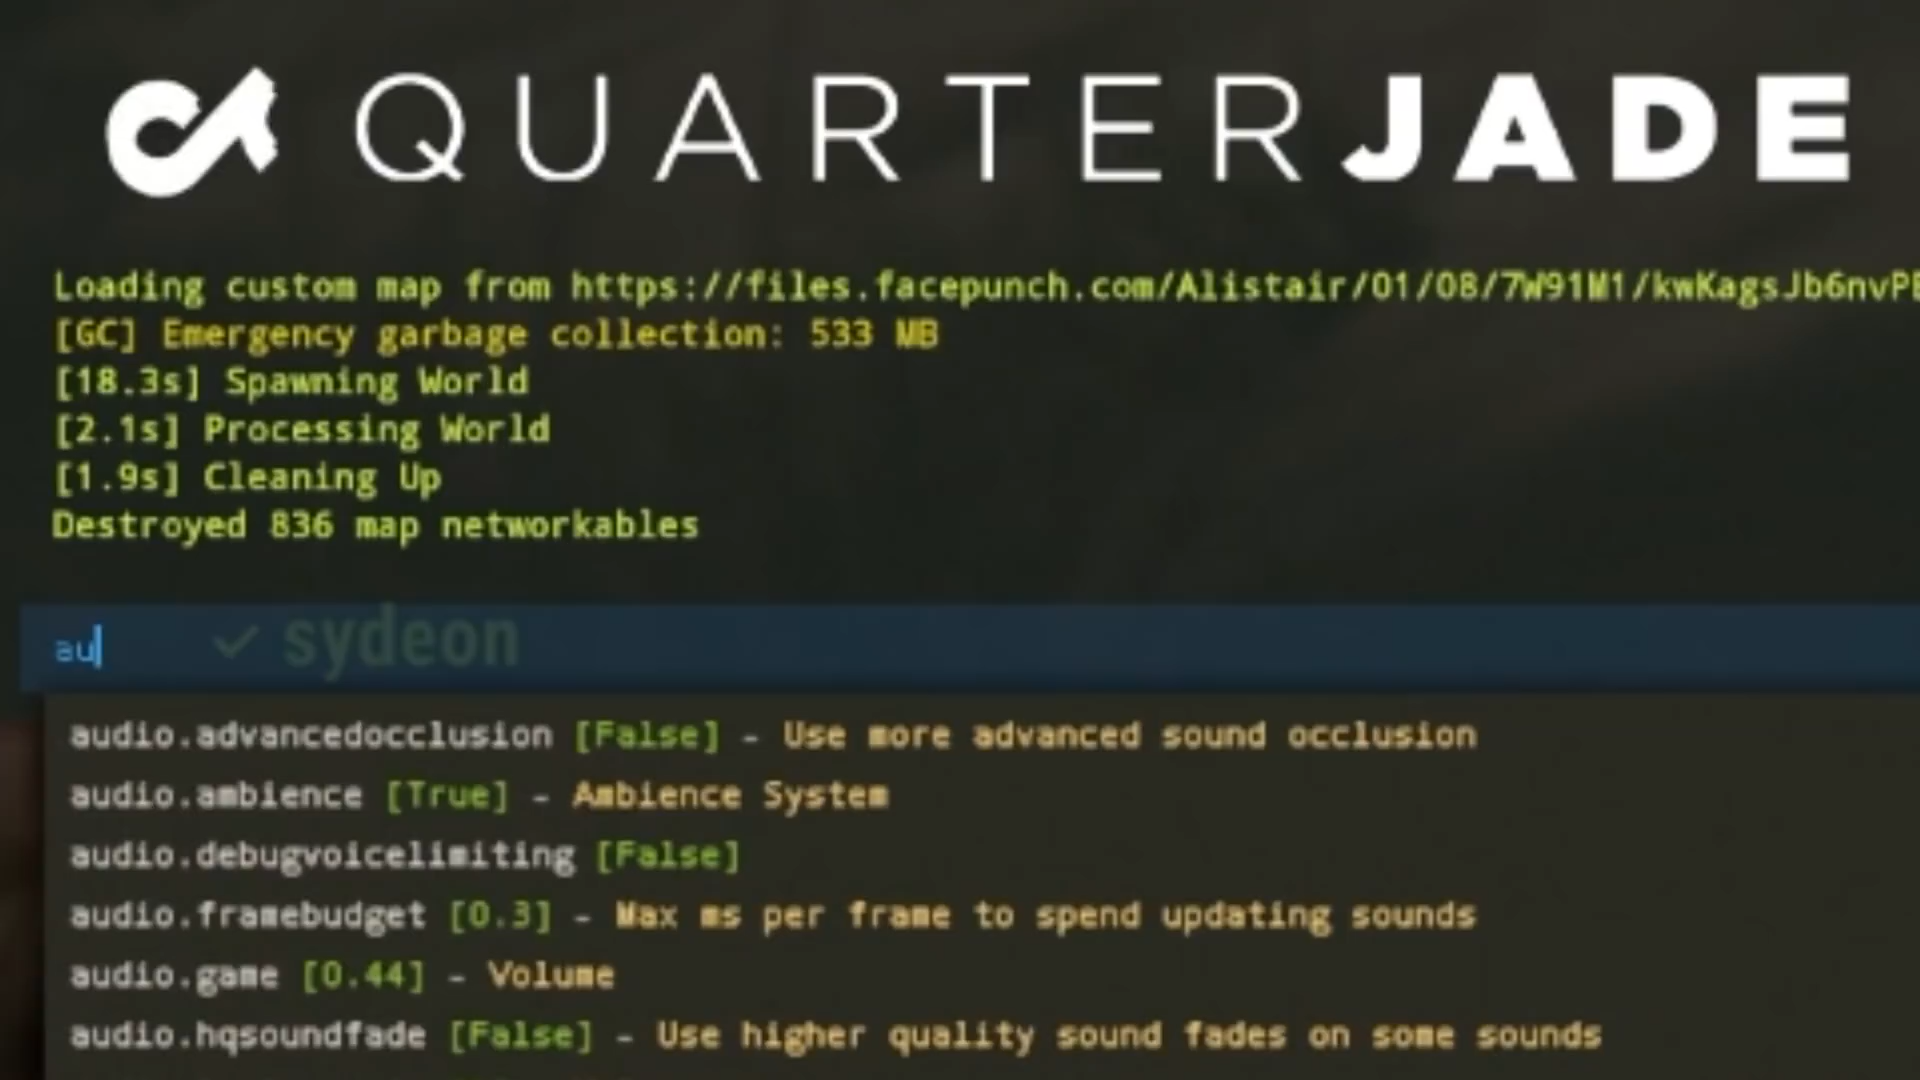 QUARTERJADE
Loading custom map from https://files.facepunch.com/Alistair/01/08/7W91M1/kwKagsJb6nvP
[GC] Emergency garbage collection: 533 MB
[18.3s] Spawning World
[2.1s] Processing World
[1.9s] Cleaning Up
Destroyed 836 map networkables
au sydeon
audio.advancedocclusion [False] - Use more advanced sound occlusion
audio.ambience [True] - Ambience System
audio.debugvoicelimiting [False]
audio.framebudget [0.3] - Max ms per frame to spend updating sounds
audio.game [0.44] - Volume
audio.hqsoundfade [False] - Use higher quality sound fades on some sounds